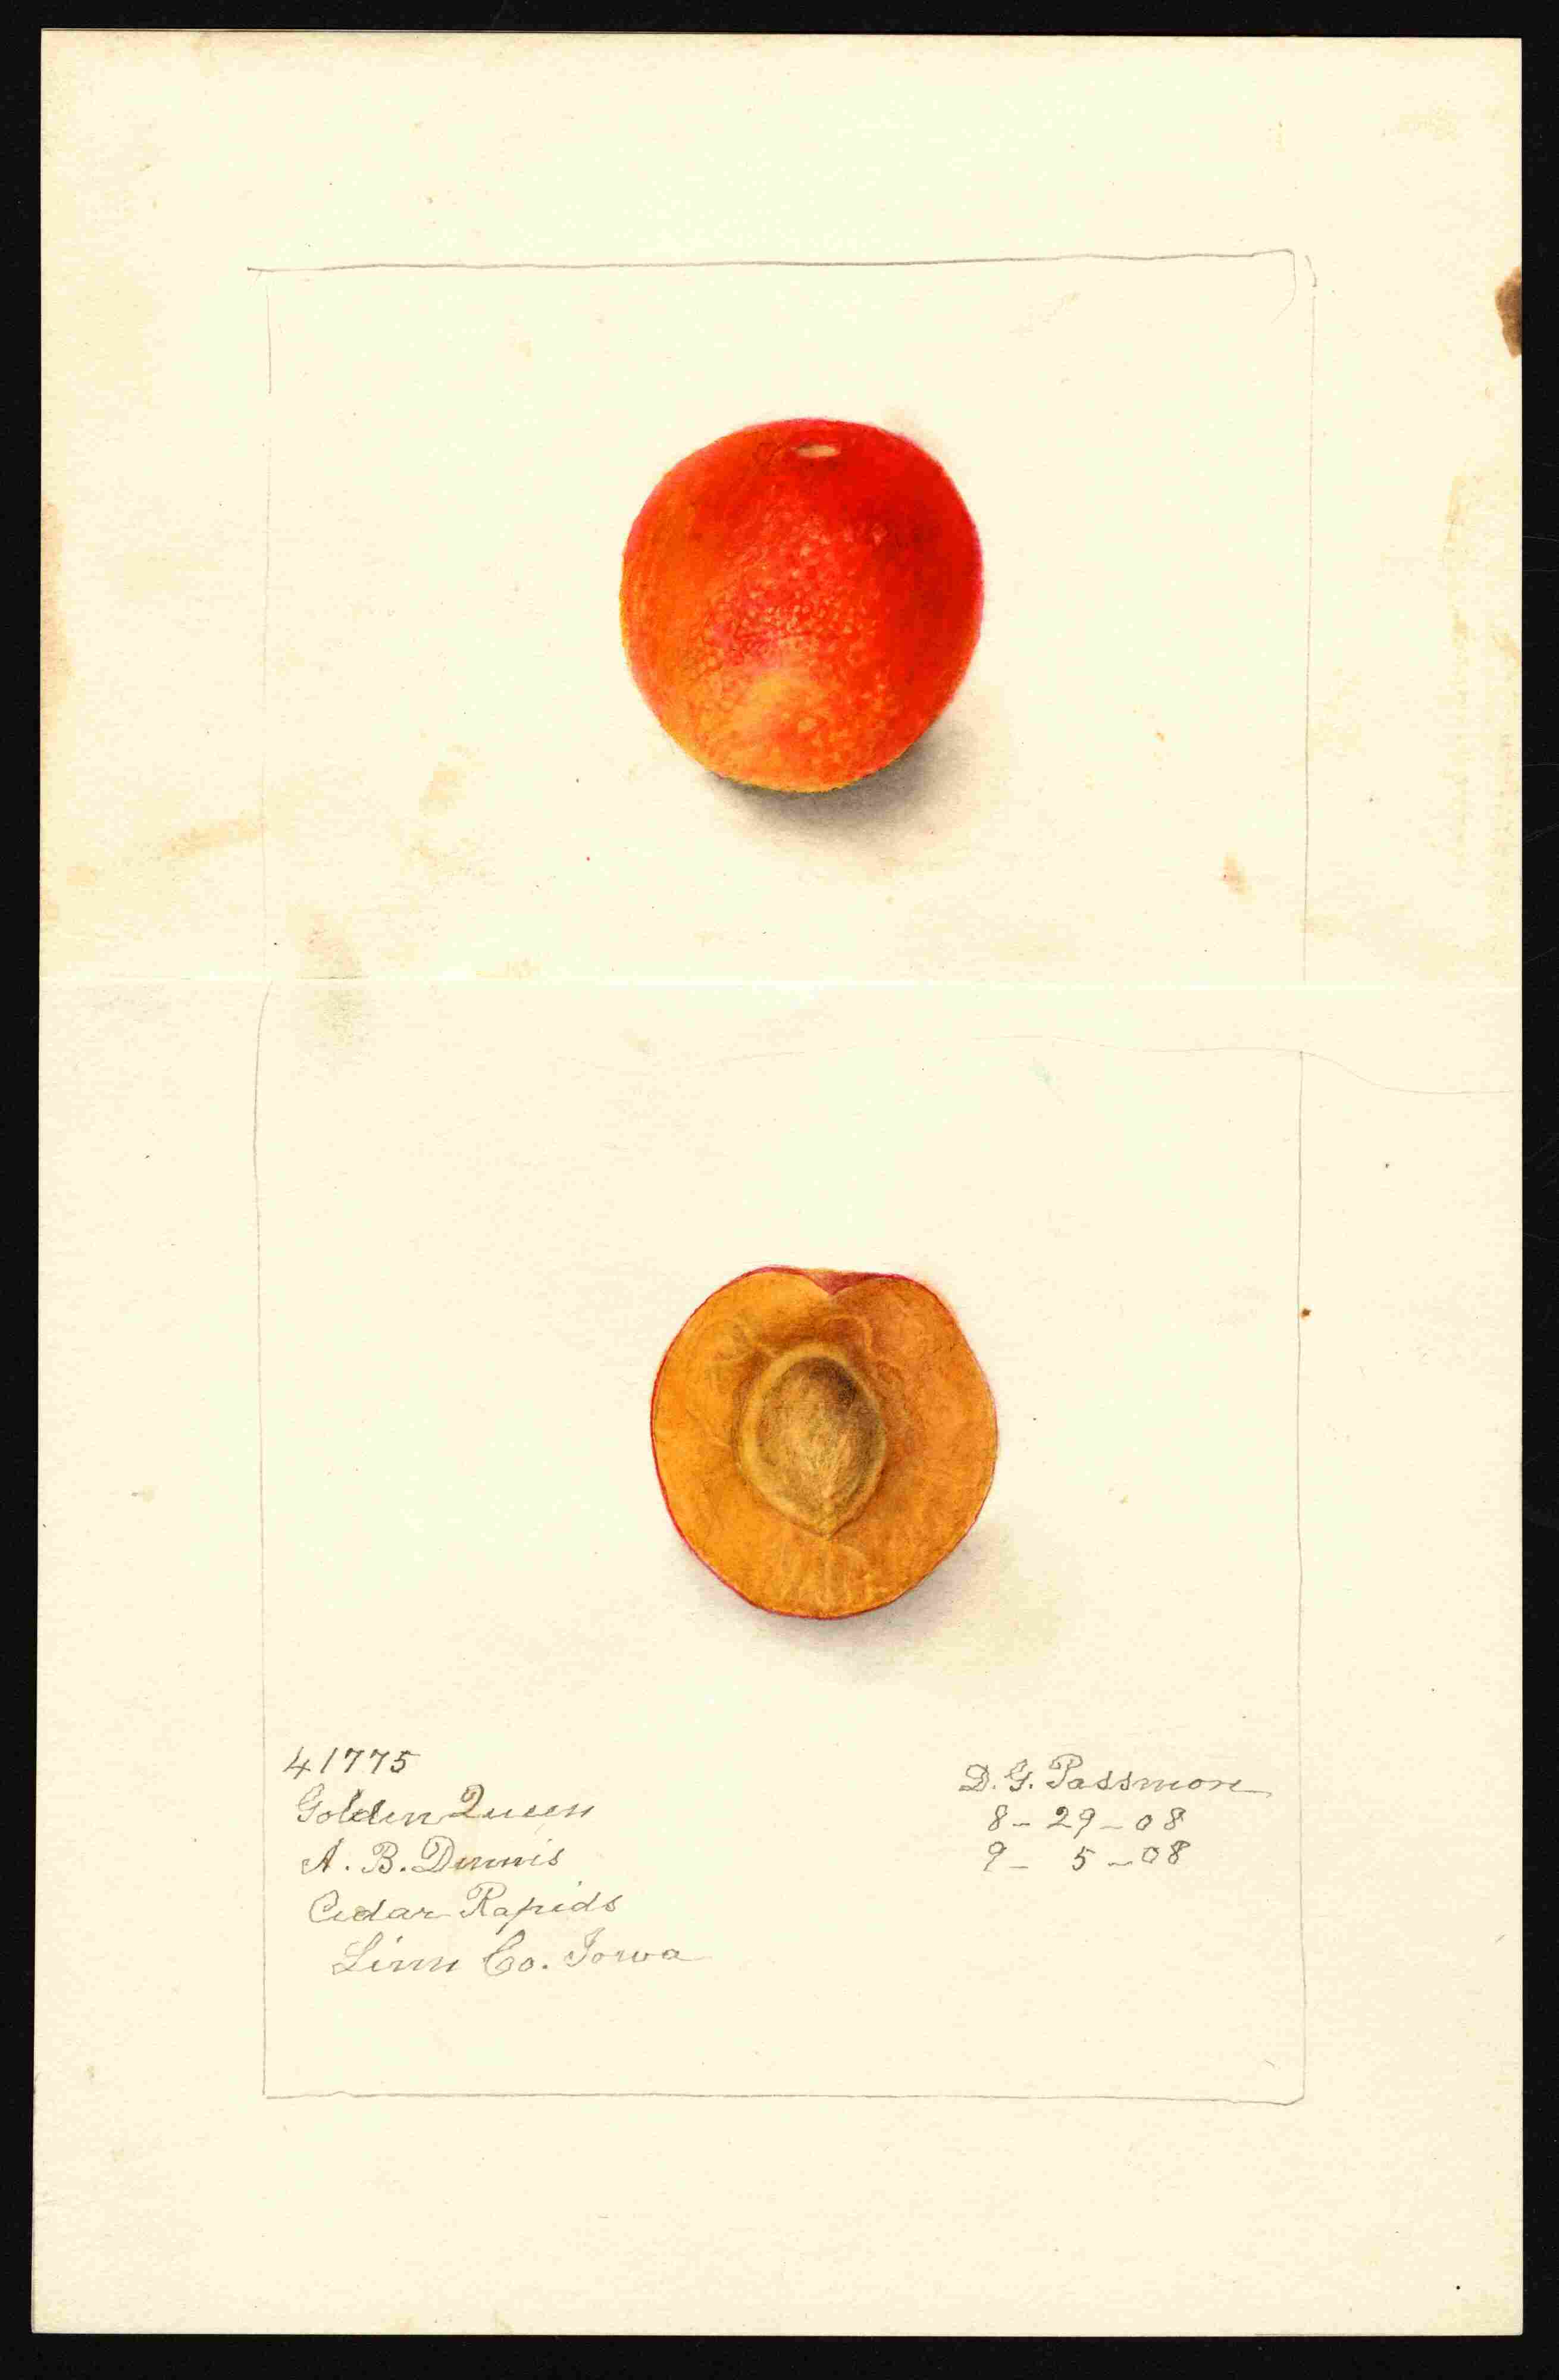 41775
Golden Queen
A. B. Dennis
Cedar Rapids
Linn Co. Iowa
D. G. Passmore
8-29-08
9-5-08